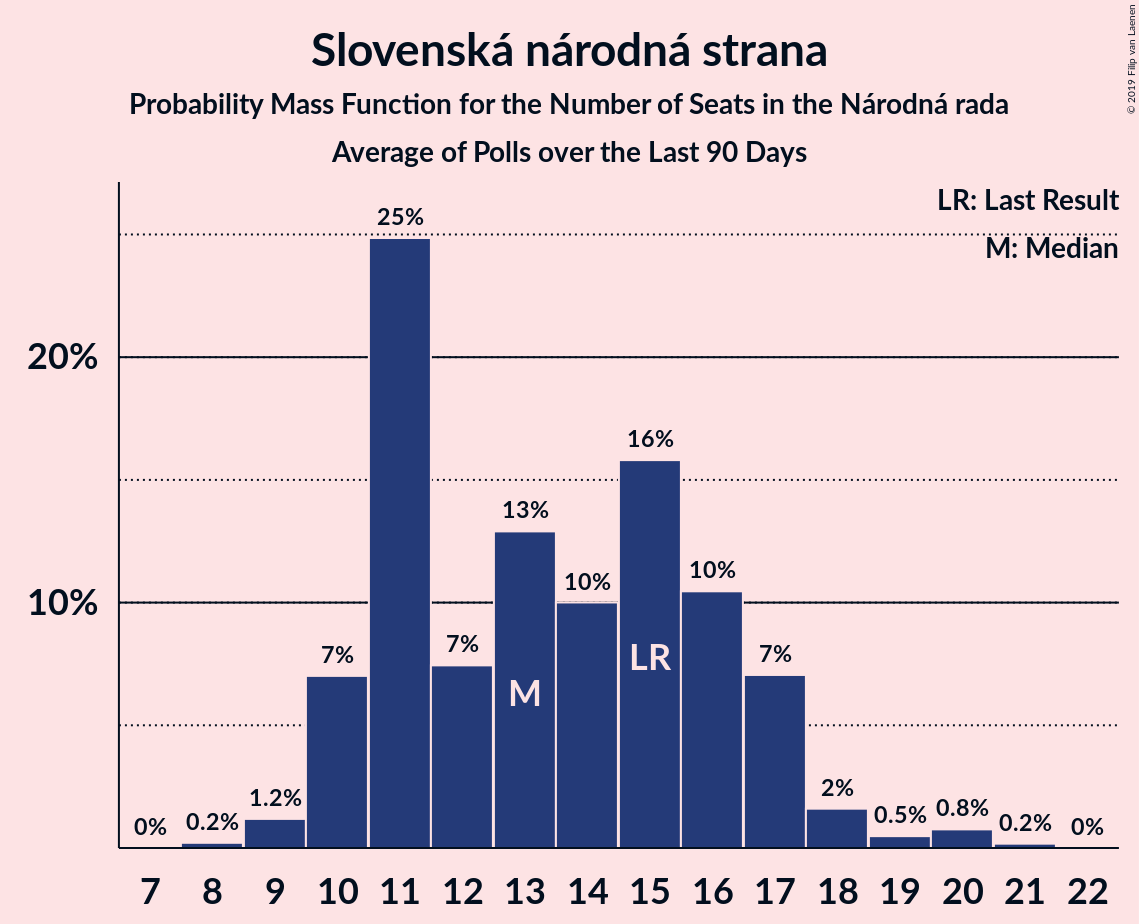 Slovenská národná strana
Probability Mass Function for the Number of Seats in the Národná rada
Average of Polls over the Last 90 Days
© 2019 Filip van Laenen
LR: Last Result
M: Median
25%
20%
16%
13%
10%
10%
10%
7%
7%
7%
LR
M
2%
1.2%
0.8%
0.5%
0%
0.2%
0.2%
0%
7 8 9 10 11 12 13 14 15 16 17 18 19 20 21 22